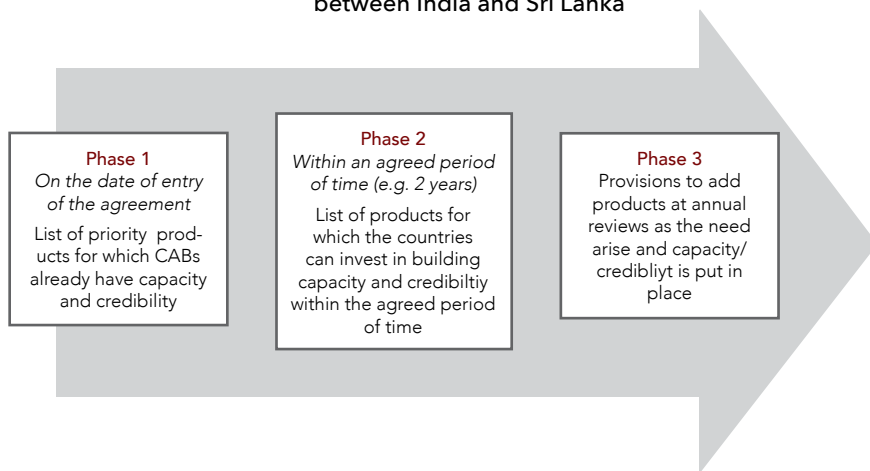 between India and Sri Lanka
Phase 1
On the date of entry
of the agreement
List of priority prod-
ucts for which CABs
already have capacity
and credibility
Phase 2
Within an agreed period
of time (e.g. 2 years)
List of products for
which the countries
can invest in building
capacity and credibiltiy
within the agreed period
of time
Phase 3
Provisions to add
products at annual
reviews as the need
arise and capacity/
credibliyt is put in
place